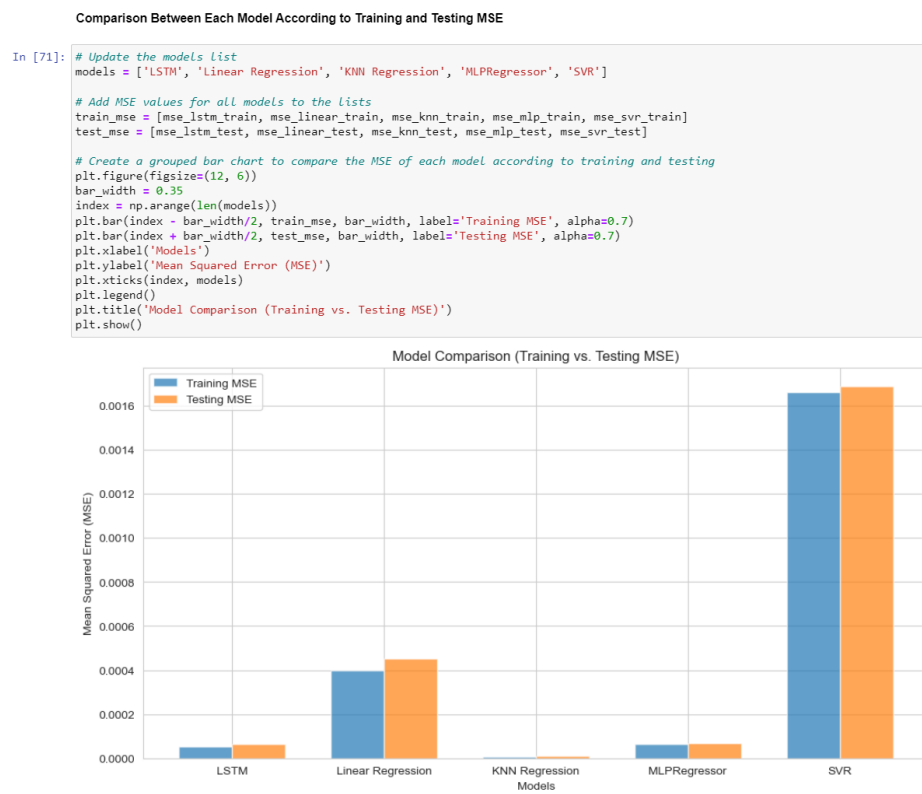 Comparison Between Each Model According to Training and Testing MSE
In [71]: # Update the models list
models = ['LSTM', 'Linear Regression', 'KNN Regression', 'MLPRegressor', 'SVR']
# Add MSE values for all models to the lists
train_mse = [mse_lstm_train, mse_linear_train, mse_knn_train, mse_mlp_train, mse_svr_train]
test_mse = [mse_lstm_test, mse_linear_test, mse_knn_test, mse_mlp_test, mse_svr_test]
# Create a grouped bar chart to compare the MSE of each model according to training and testing
plt.figure(figsize=(12, 6))
bar_width = 0.35
index = np.arange(len(models))
plt.bar(index - bar_width/2, train_mse, bar_width, label='Training MSE', alpha=0.7)
plt.bar(index + bar_width/2, test_mse, bar_width, label='Testing MSE', alpha=0.7)
plt.xlabel('Models')
plt.ylabel('Mean Squared Error (MSE)')
plt.xticks(index, models)
plt.legend()
plt.title('Model Comparison (Training vs. Testing MSE)')
plt.show()
Model Comparison (Training vs. Testing MSE)
Training MSE
Testing MSE
0.0016
0.0014
0.0012
0.0010
0.0008
0.0006
0.0004
0.0002
0.0000
Mean Squared Error (MSE)
LSTM Linear Regression KNN Regression MLPRegressor SVR
Models